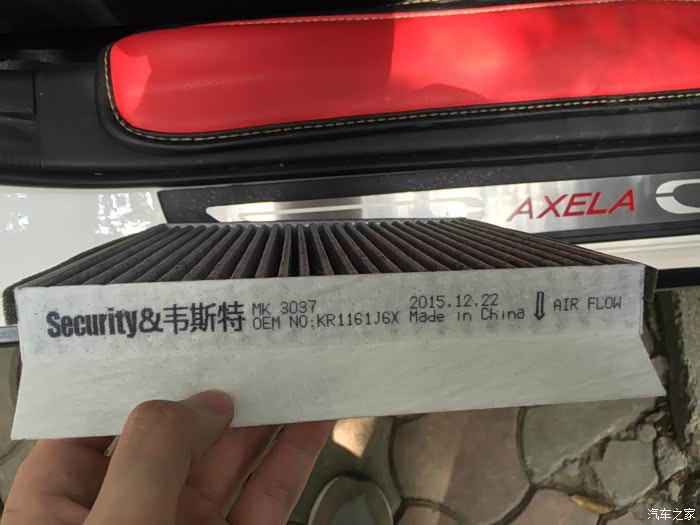 AXELA
Security&韦斯特 MK 3037 2015.12.22
OEM NO:KR1161J6X Made in China ⇩ AIR FLOW
汽车之家